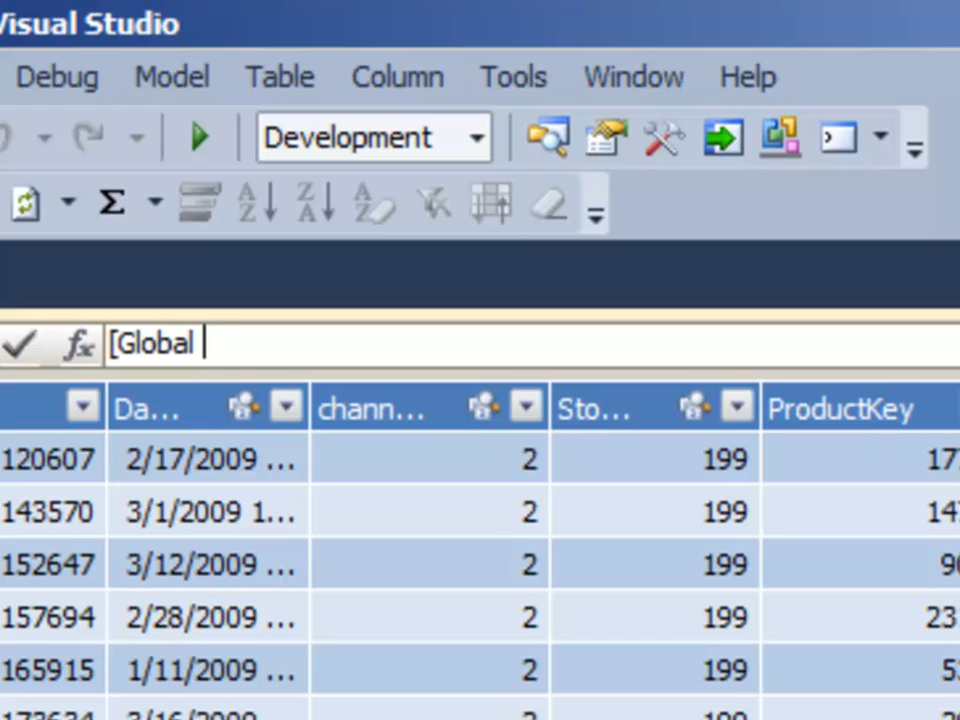 Visual Studio
Debug Model Table Column Tools Window Help
Development
Σ A Z Z A A Z
fx [Global
Da... chann... Sto... ProductKey
120607 2/17/2009 ... 2 199
143570 3/1/2009 1... 2 199
152647 3/12/2009 ... 2 199
157694 2/28/2009 ... 2 199
165915 1/11/2009 ... 2 199